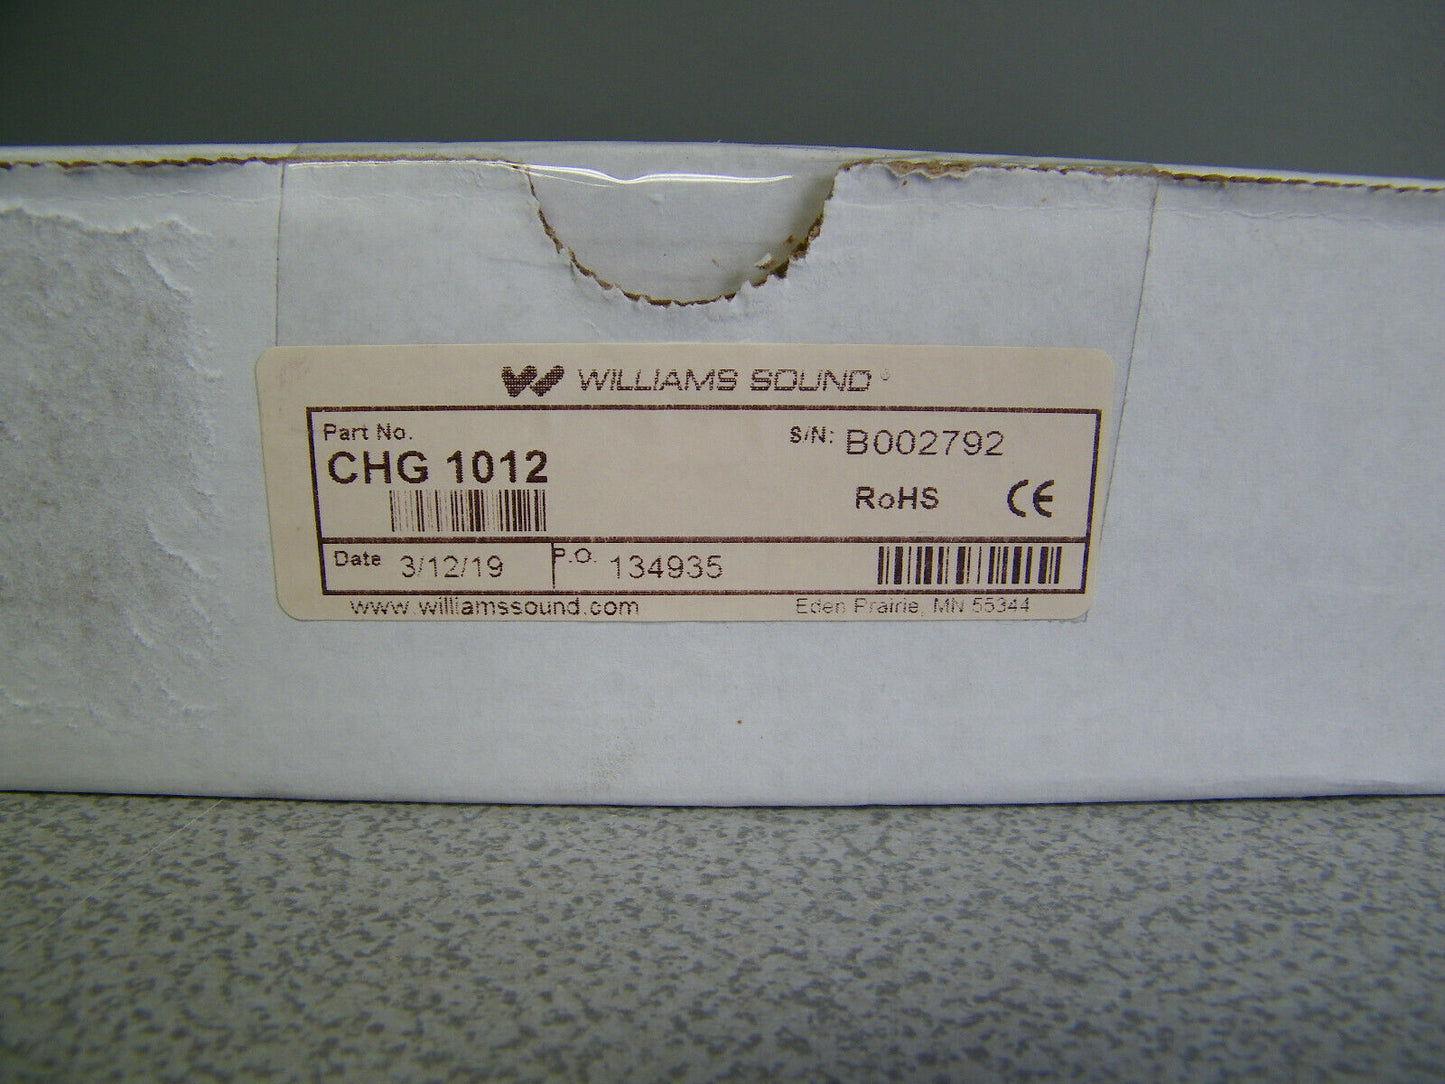 WILLIAMS SOUND®
Part No.
CHG 1012
S/N: B002792
RoHS CE
Date 3/12/19 P.O. 134935
www.williamssound.com
Eden Prairie, MN 55344